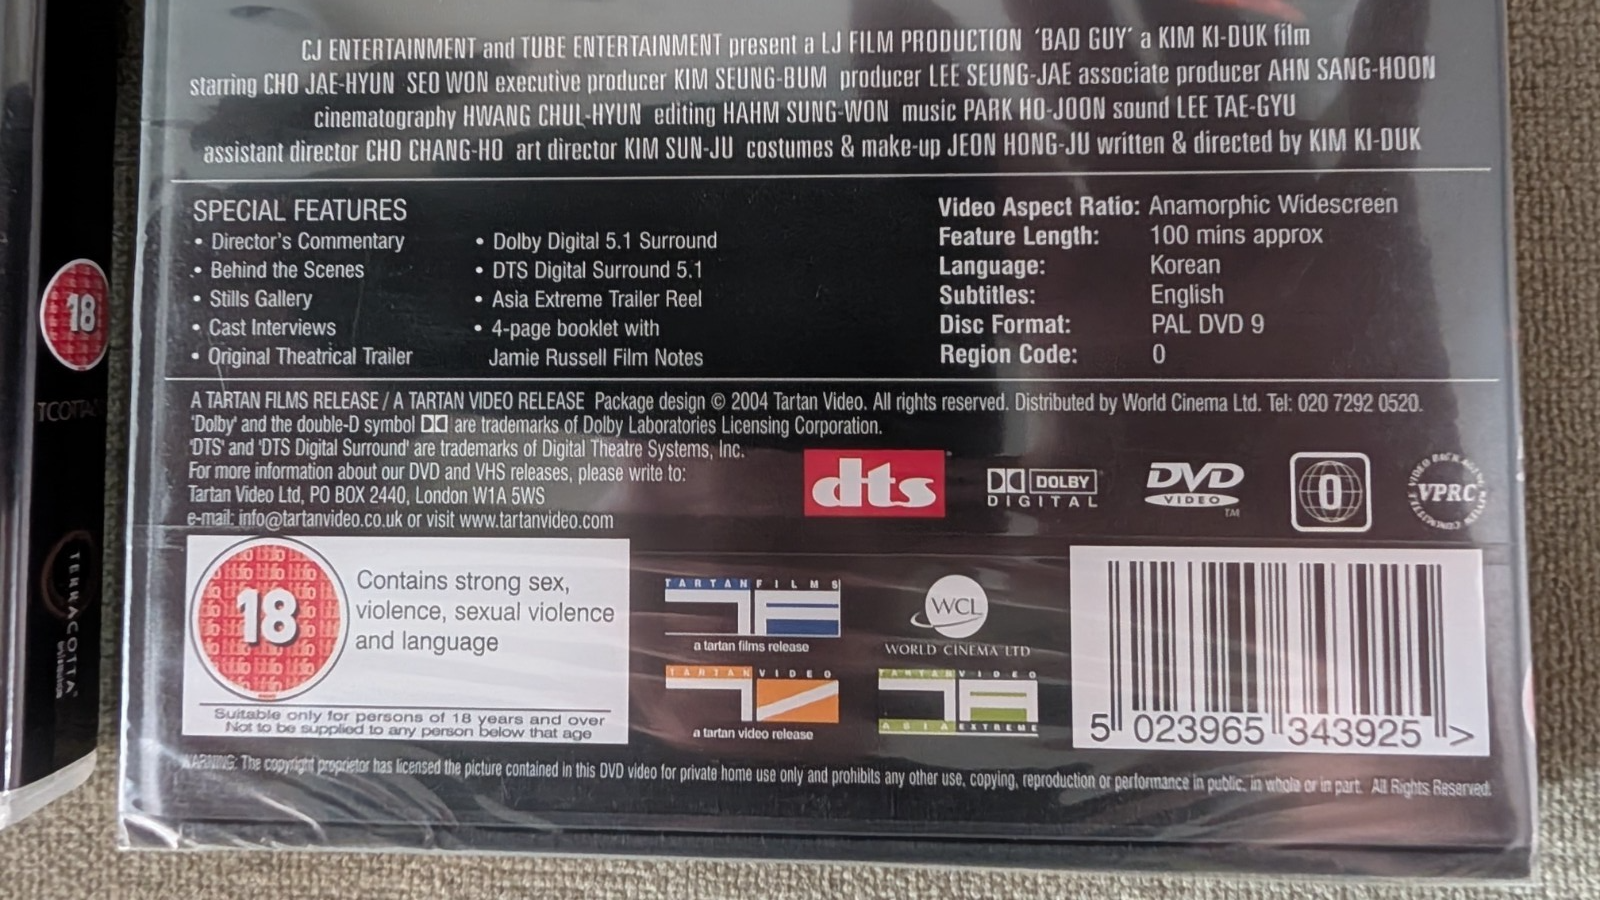 CJ ENTERTAINMENT and TUBE ENTERTAINMENT present a LJ FILM PRODUCTION 'BAD GUY' a KIM KI-DUK film
starring CHO JAE-HYUN SEO WON executive producer KIM SEUNG-BUM producer LEE SEUNG-JAE associate producer AHN SANG-HOON
cinematography HWANG CHUL-HYUN editing HAHM SUNG-WON music PARK HO-JOON sound LEE TAE-GYU
assistant director CHO CHANG-HO art director KIM SUN-JU costumes & make-up JEON HONG-JU written & directed by KIM KI-DUK
SPECIAL FEATURES
• Director's Commentary
• Behind the Scenes
• Stills Gallery
• Cast Interviews
• Original Theatrical Trailer
• Dolby Digital 5.1 Surround
• DTS Digital Surround 5.1
• Asia Extreme Trailer Reel
• 4-page booklet with
Jamie Russell Film Notes
Video Aspect Ratio: Anamorphic Widescreen
Feature Length: 100 mins approx
Language: Korean
Subtitles: English
Disc Format: PAL DVD 9
Region Code: 0
A TARTAN FILMS RELEASE / A TARTAN VIDEO RELEASE Package design © 2004 Tartan Video. All rights reserved. Distributed by World Cinema Ltd. Tel: 020 7292 0520.
'Dolby' and the double-D symbol are trademarks of Dolby Laboratories Licensing Corporation.
'DTS' and 'DTS Digital Surround' are trademarks of Digital Theatre Systems, Inc.
For more information about our DVD and VHS releases, please write to:
Tartan Video Ltd, PO BOX 2440, London W1A 5WS
e-mail: info@tartanvideo.co.uk or visit www.tartanvideo.com
dts
DOLBY
DIGITAL
DVD
VIDEO
TM
0
VPRC
18
Contains strong sex,
violence, sexual violence
and language
Suitable only for persons of 18 years and over
Not to be supplied to any person below that age
TARTAN FILMS
a tartan films release
TARTAN VIDEO
a tartan video release
WCL
WORLD CINEMA LTD
TARTAN VIDEO
ASIA EXTREME
5 023965 343925 >
WARNING: The copyright proprietor has licensed the picture contained in this DVD video for private home use only and prohibits any other use, copying, reproduction or performance in public, in whole or in part. All Rights Reserved.
18
TERRACOTTA